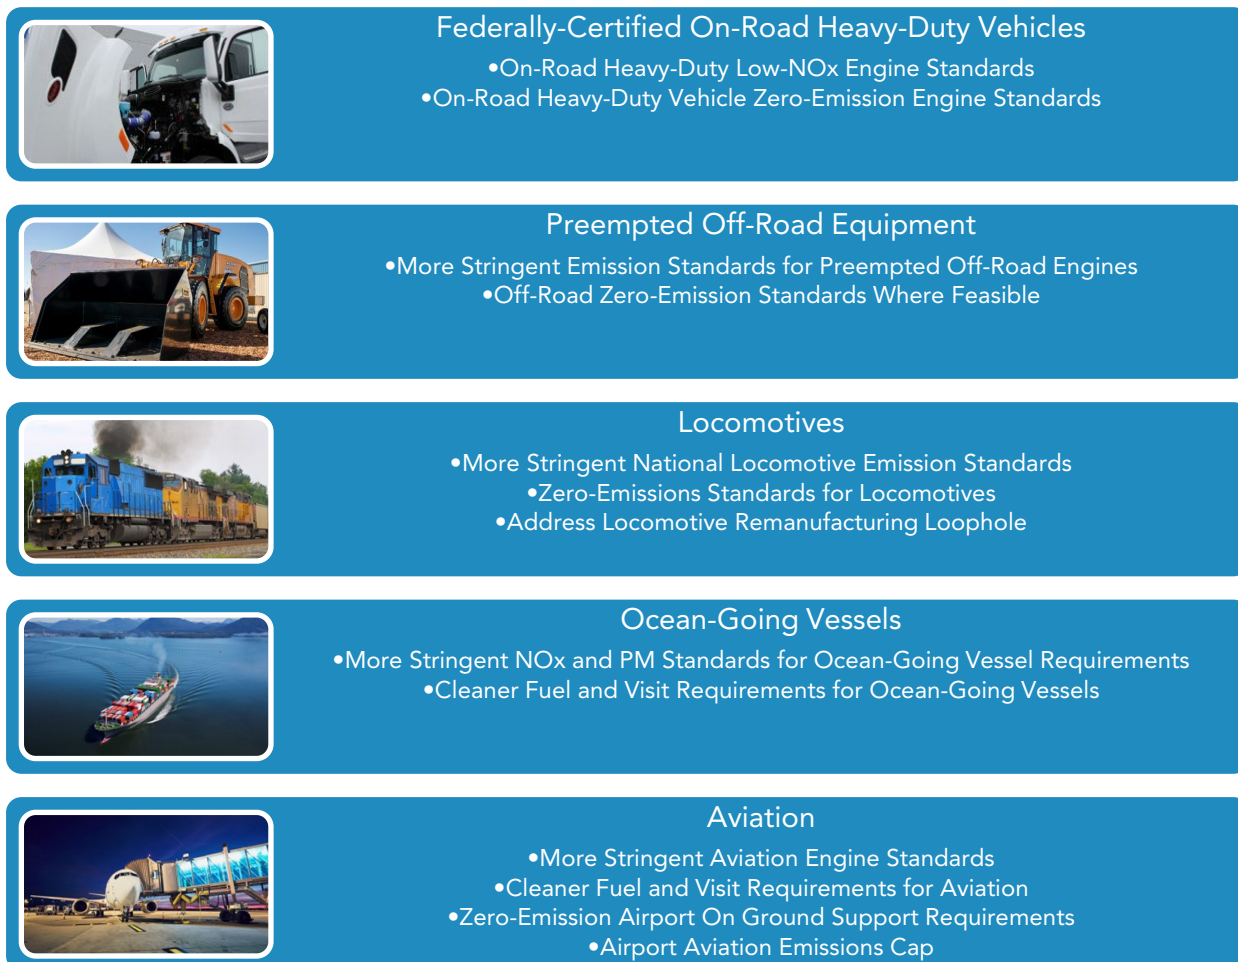 Federally-Certified On-Road Heavy-Duty Vehicles
•On-Road Heavy-Duty Low-NOx Engine Standards
•On-Road Heavy-Duty Vehicle Zero-Emission Engine Standards
Preempted Off-Road Equipment
•More Stringent Emission Standards for Preempted Off-Road Engines
•Off-Road Zero-Emission Standards Where Feasible
Locomotives
•More Stringent National Locomotive Emission Standards
•Zero-Emissions Standards for Locomotives
•Address Locomotive Remanufacturing Loophole
Ocean-Going Vessels
•More Stringent NOx and PM Standards for Ocean-Going Vessel Requirements
•Cleaner Fuel and Visit Requirements for Ocean-Going Vessels
Aviation
•More Stringent Aviation Engine Standards
•Cleaner Fuel and Visit Requirements for Aviation
•Zero-Emission Airport On Ground Support Requirements
•Airport Aviation Emissions Cap